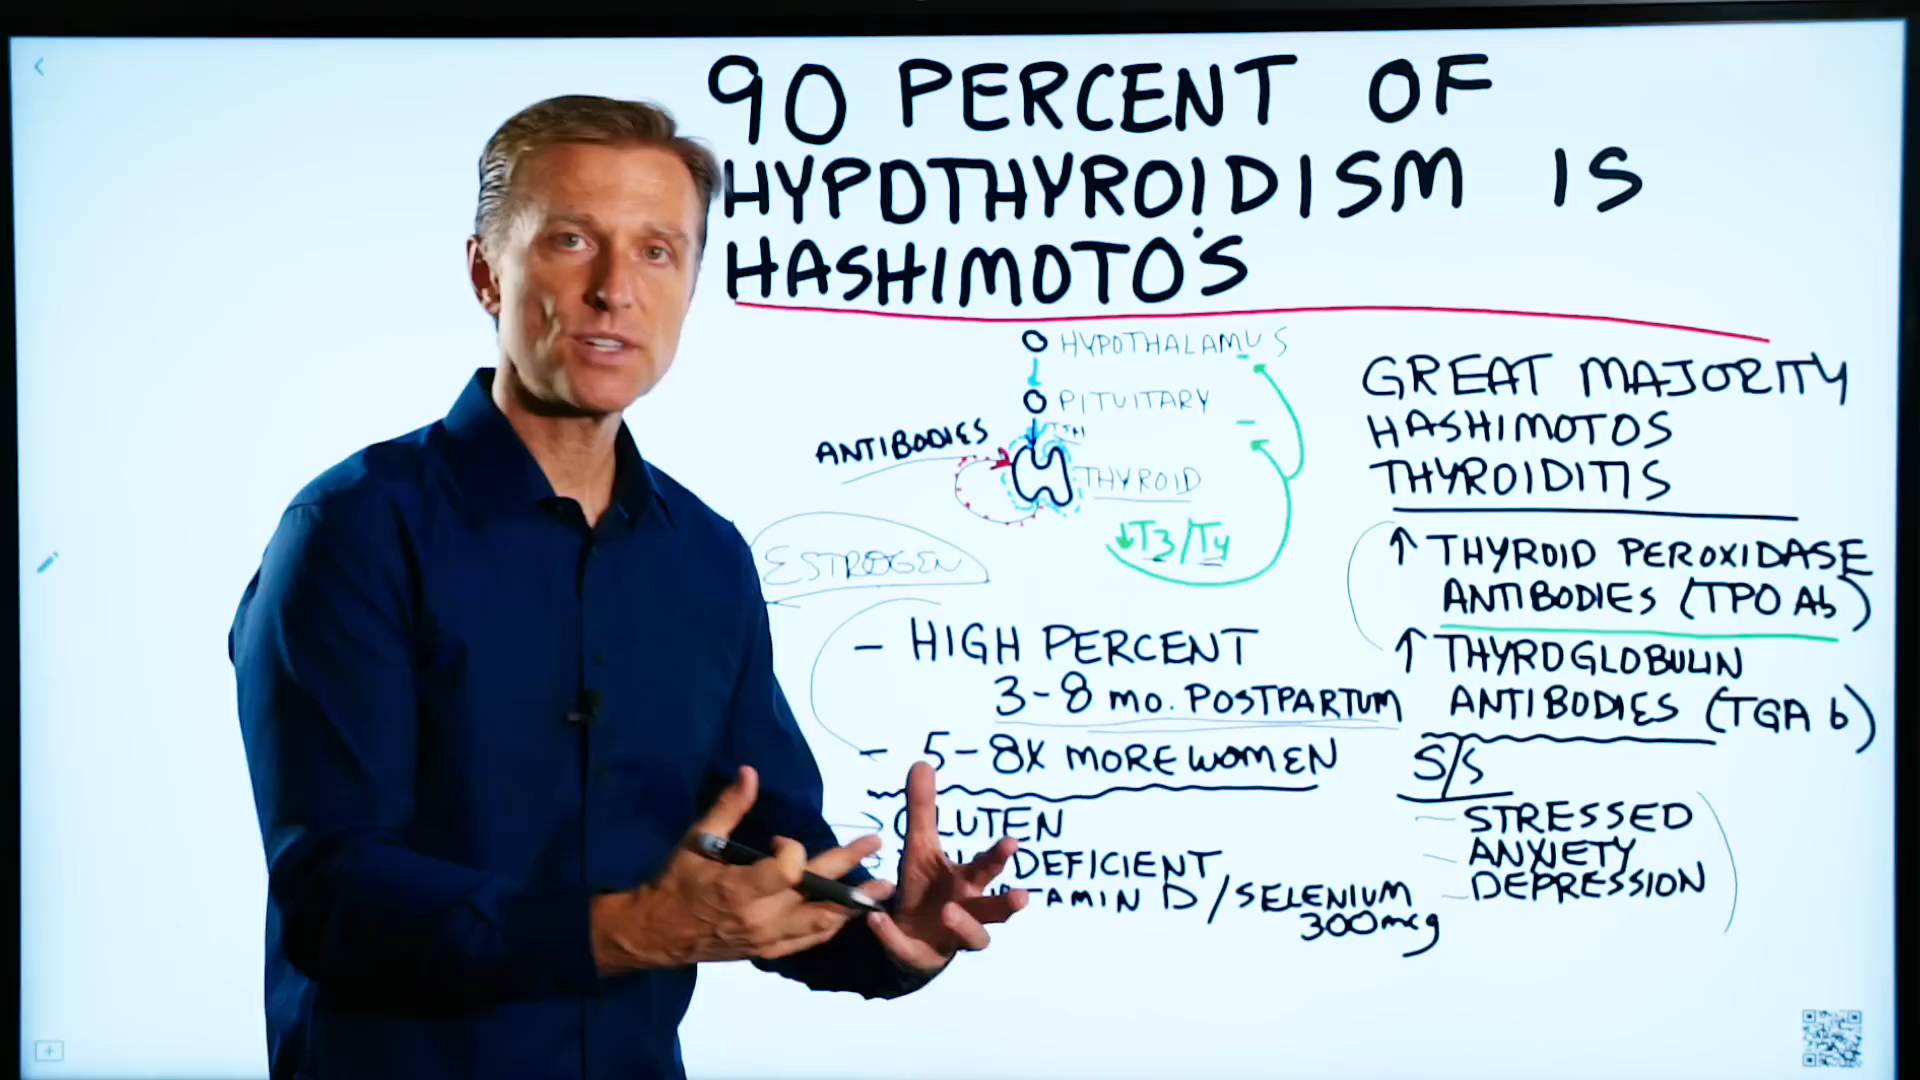 90 PERCENT OF
HYPOTHYROIDISM IS
HASHIMOTO'S
HYPOTHALAMUS
PITUITARY
ANTIBODIES
THYROID
↓T3/T4
ESTROGEN
- HIGH PERCENT
3-8 mo. POSTPARTUM
- 5-8X MORE WOMEN
GLUTEN
DEFICIENT
VITAMIN D/SELENIUM
300mcg
GREAT MAJORITY
HASHIMOTOS
THYROIDITIS
↑ THYROID PEROXIDASE
ANTIBODIES (TPO Ab)
↑ THYROGLOBULIN
ANTIBODIES (TGA b)
S/S
- STRESSED
- ANXIETY
- DEPRESSION